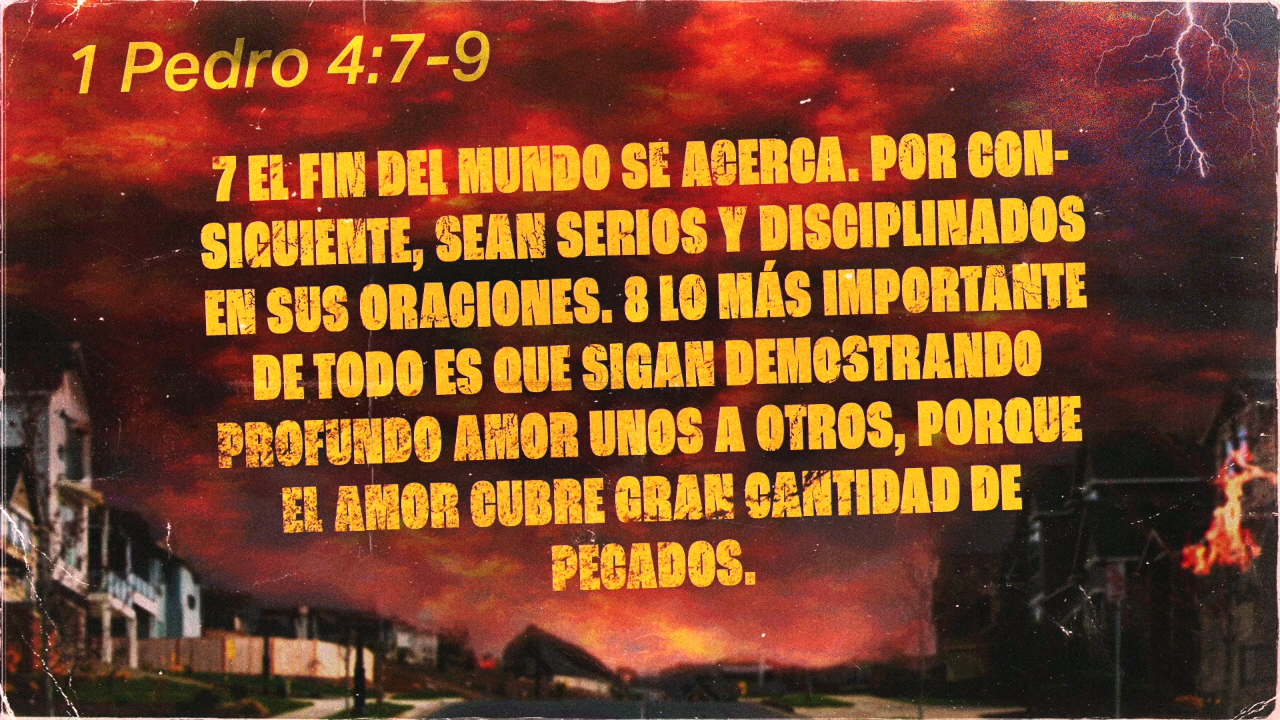 1 Pedro 4:7-9
7 EL FIN DEL MUNDO SE ACERCA. POR CON-
SIGUIENTE, SEAN SERIOS Y DISCIPLINADOS
EN SUS ORACIONES. 8 LO MÁS IMPORTANTE
DE TODO ES QUE SIGAN DEMOSTRANDO
PROFUNDO AMOR UNOS A OTROS, PORQUE
EL AMOR CUBRE GRAN CANTIDAD DE
PECADOS.